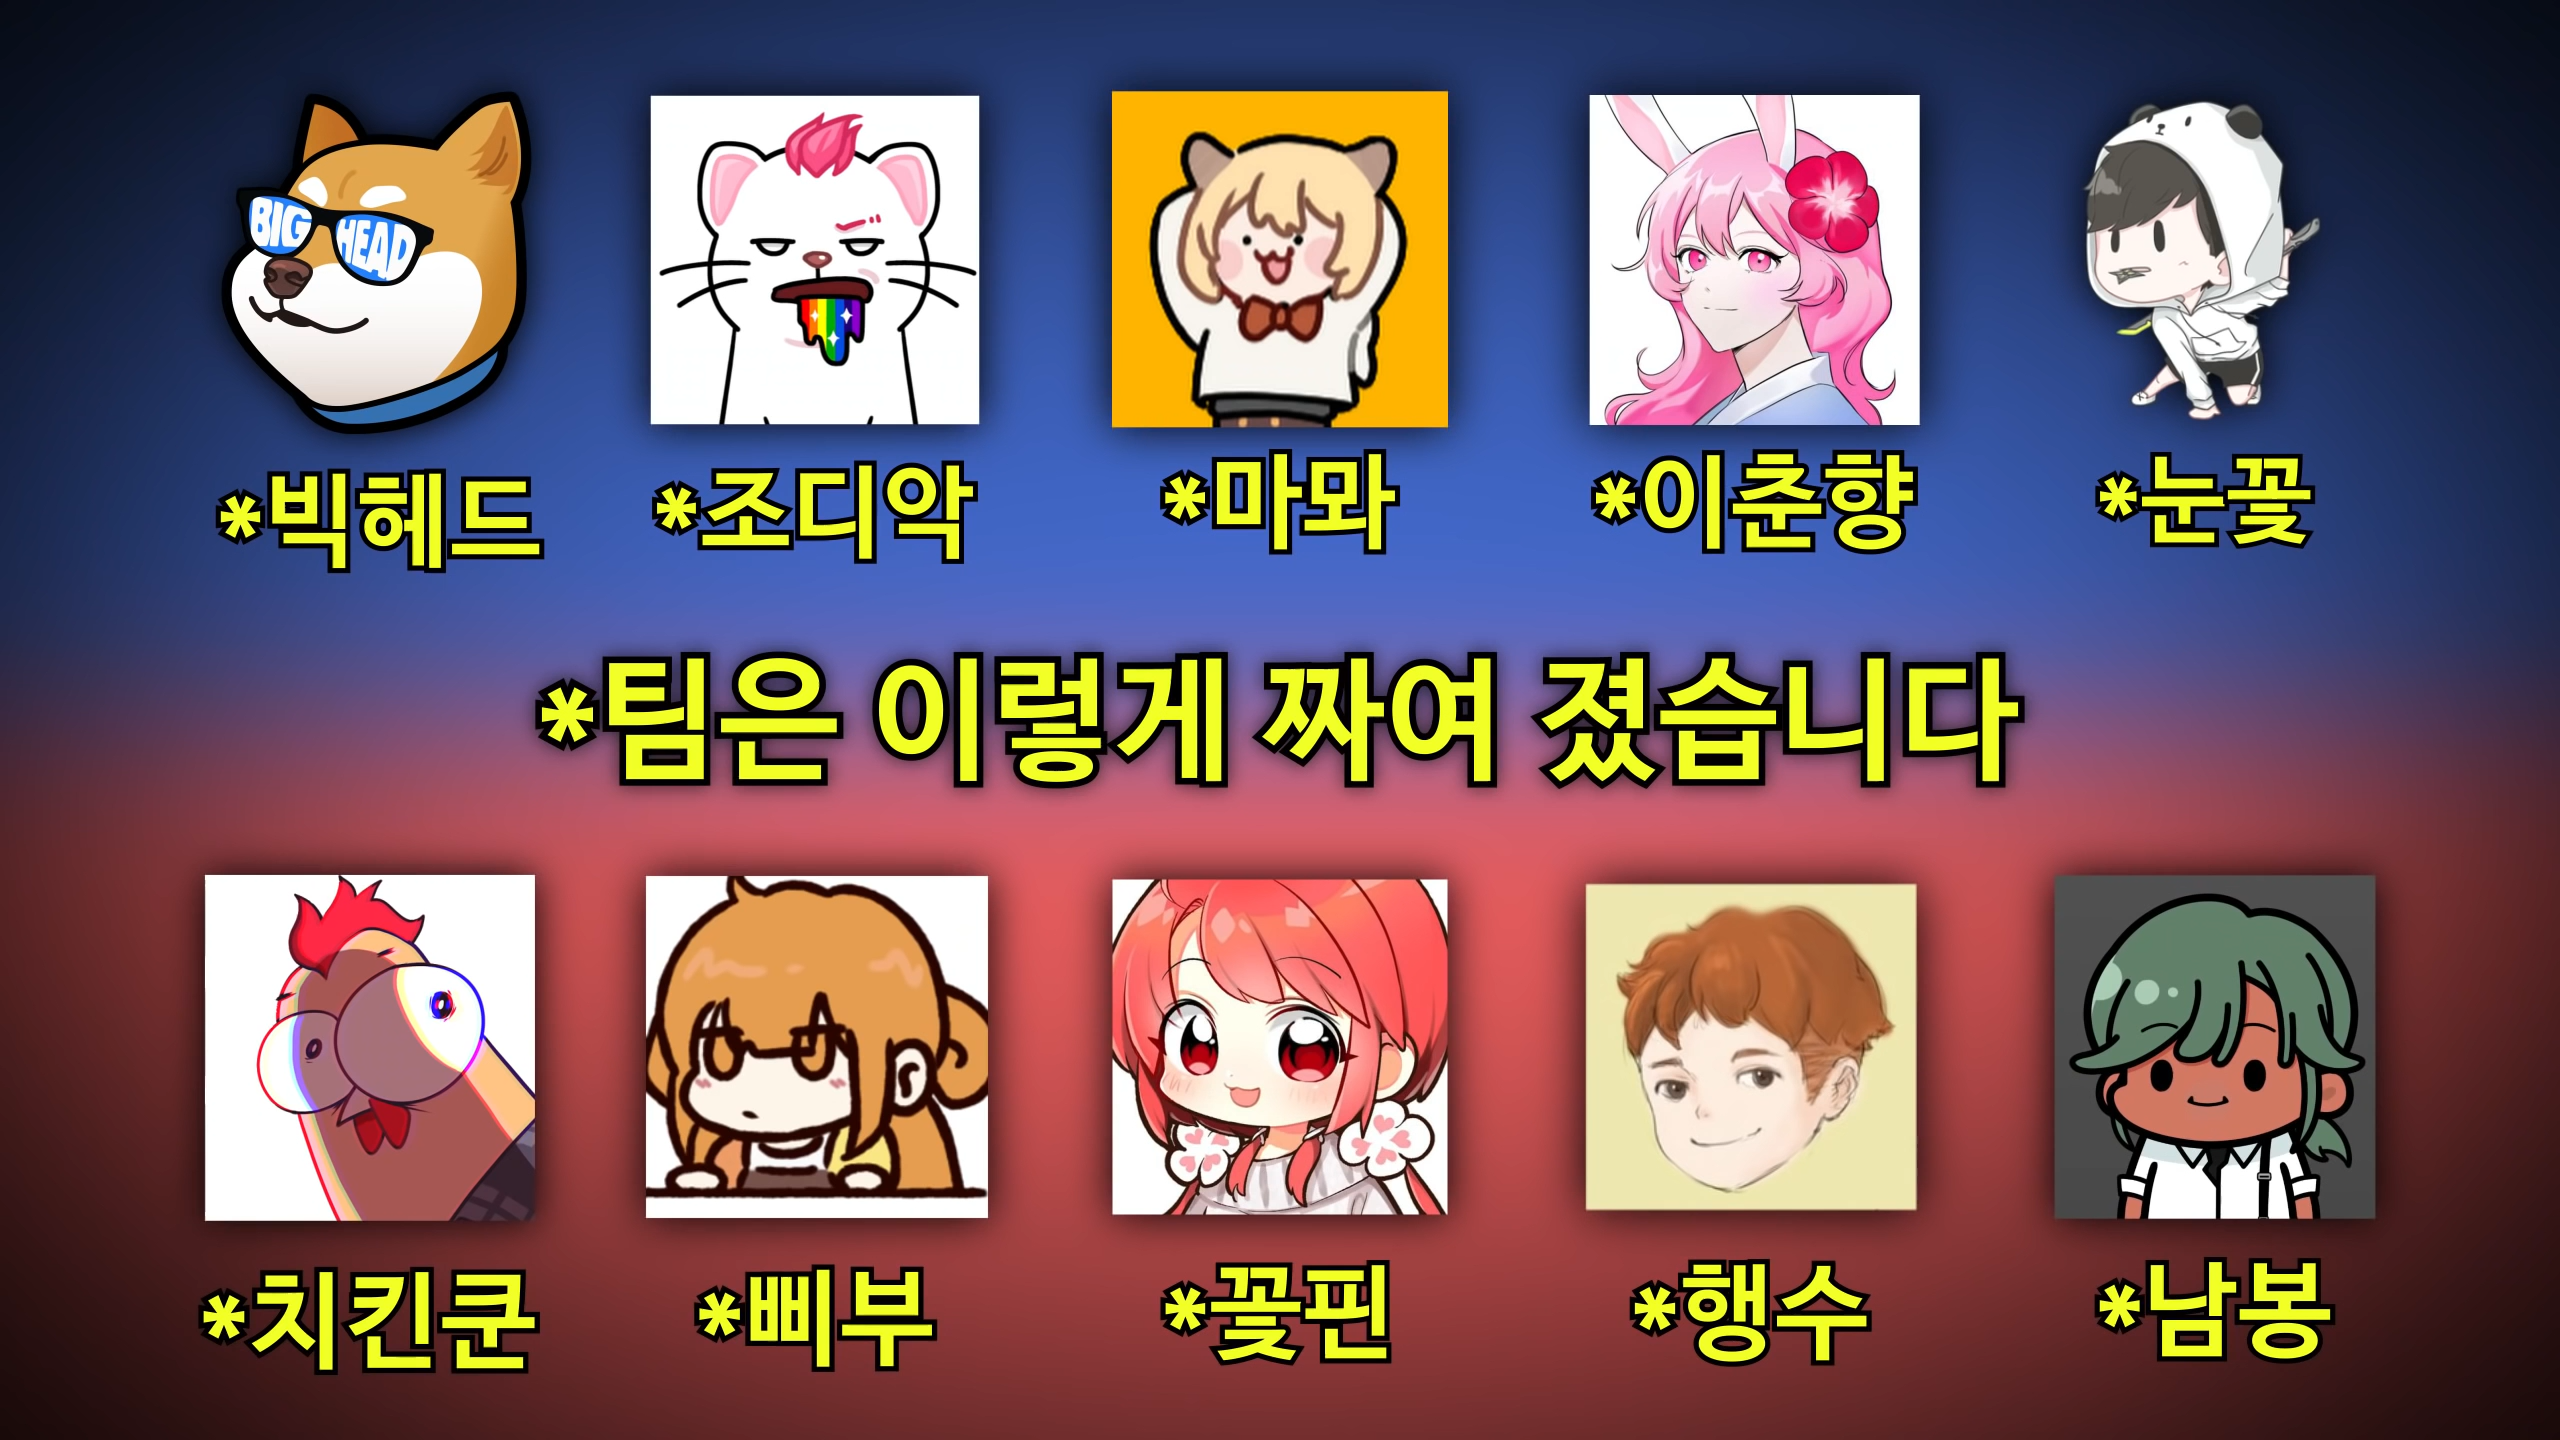 BIG HEAD
*빅헤드
*조디악
*마뫄
*이춘향
*눈꽃
*팀은 이렇게 짜여 졌습니다
*치킨쿤
*삐부
*꽃핀
*행수
*남봉